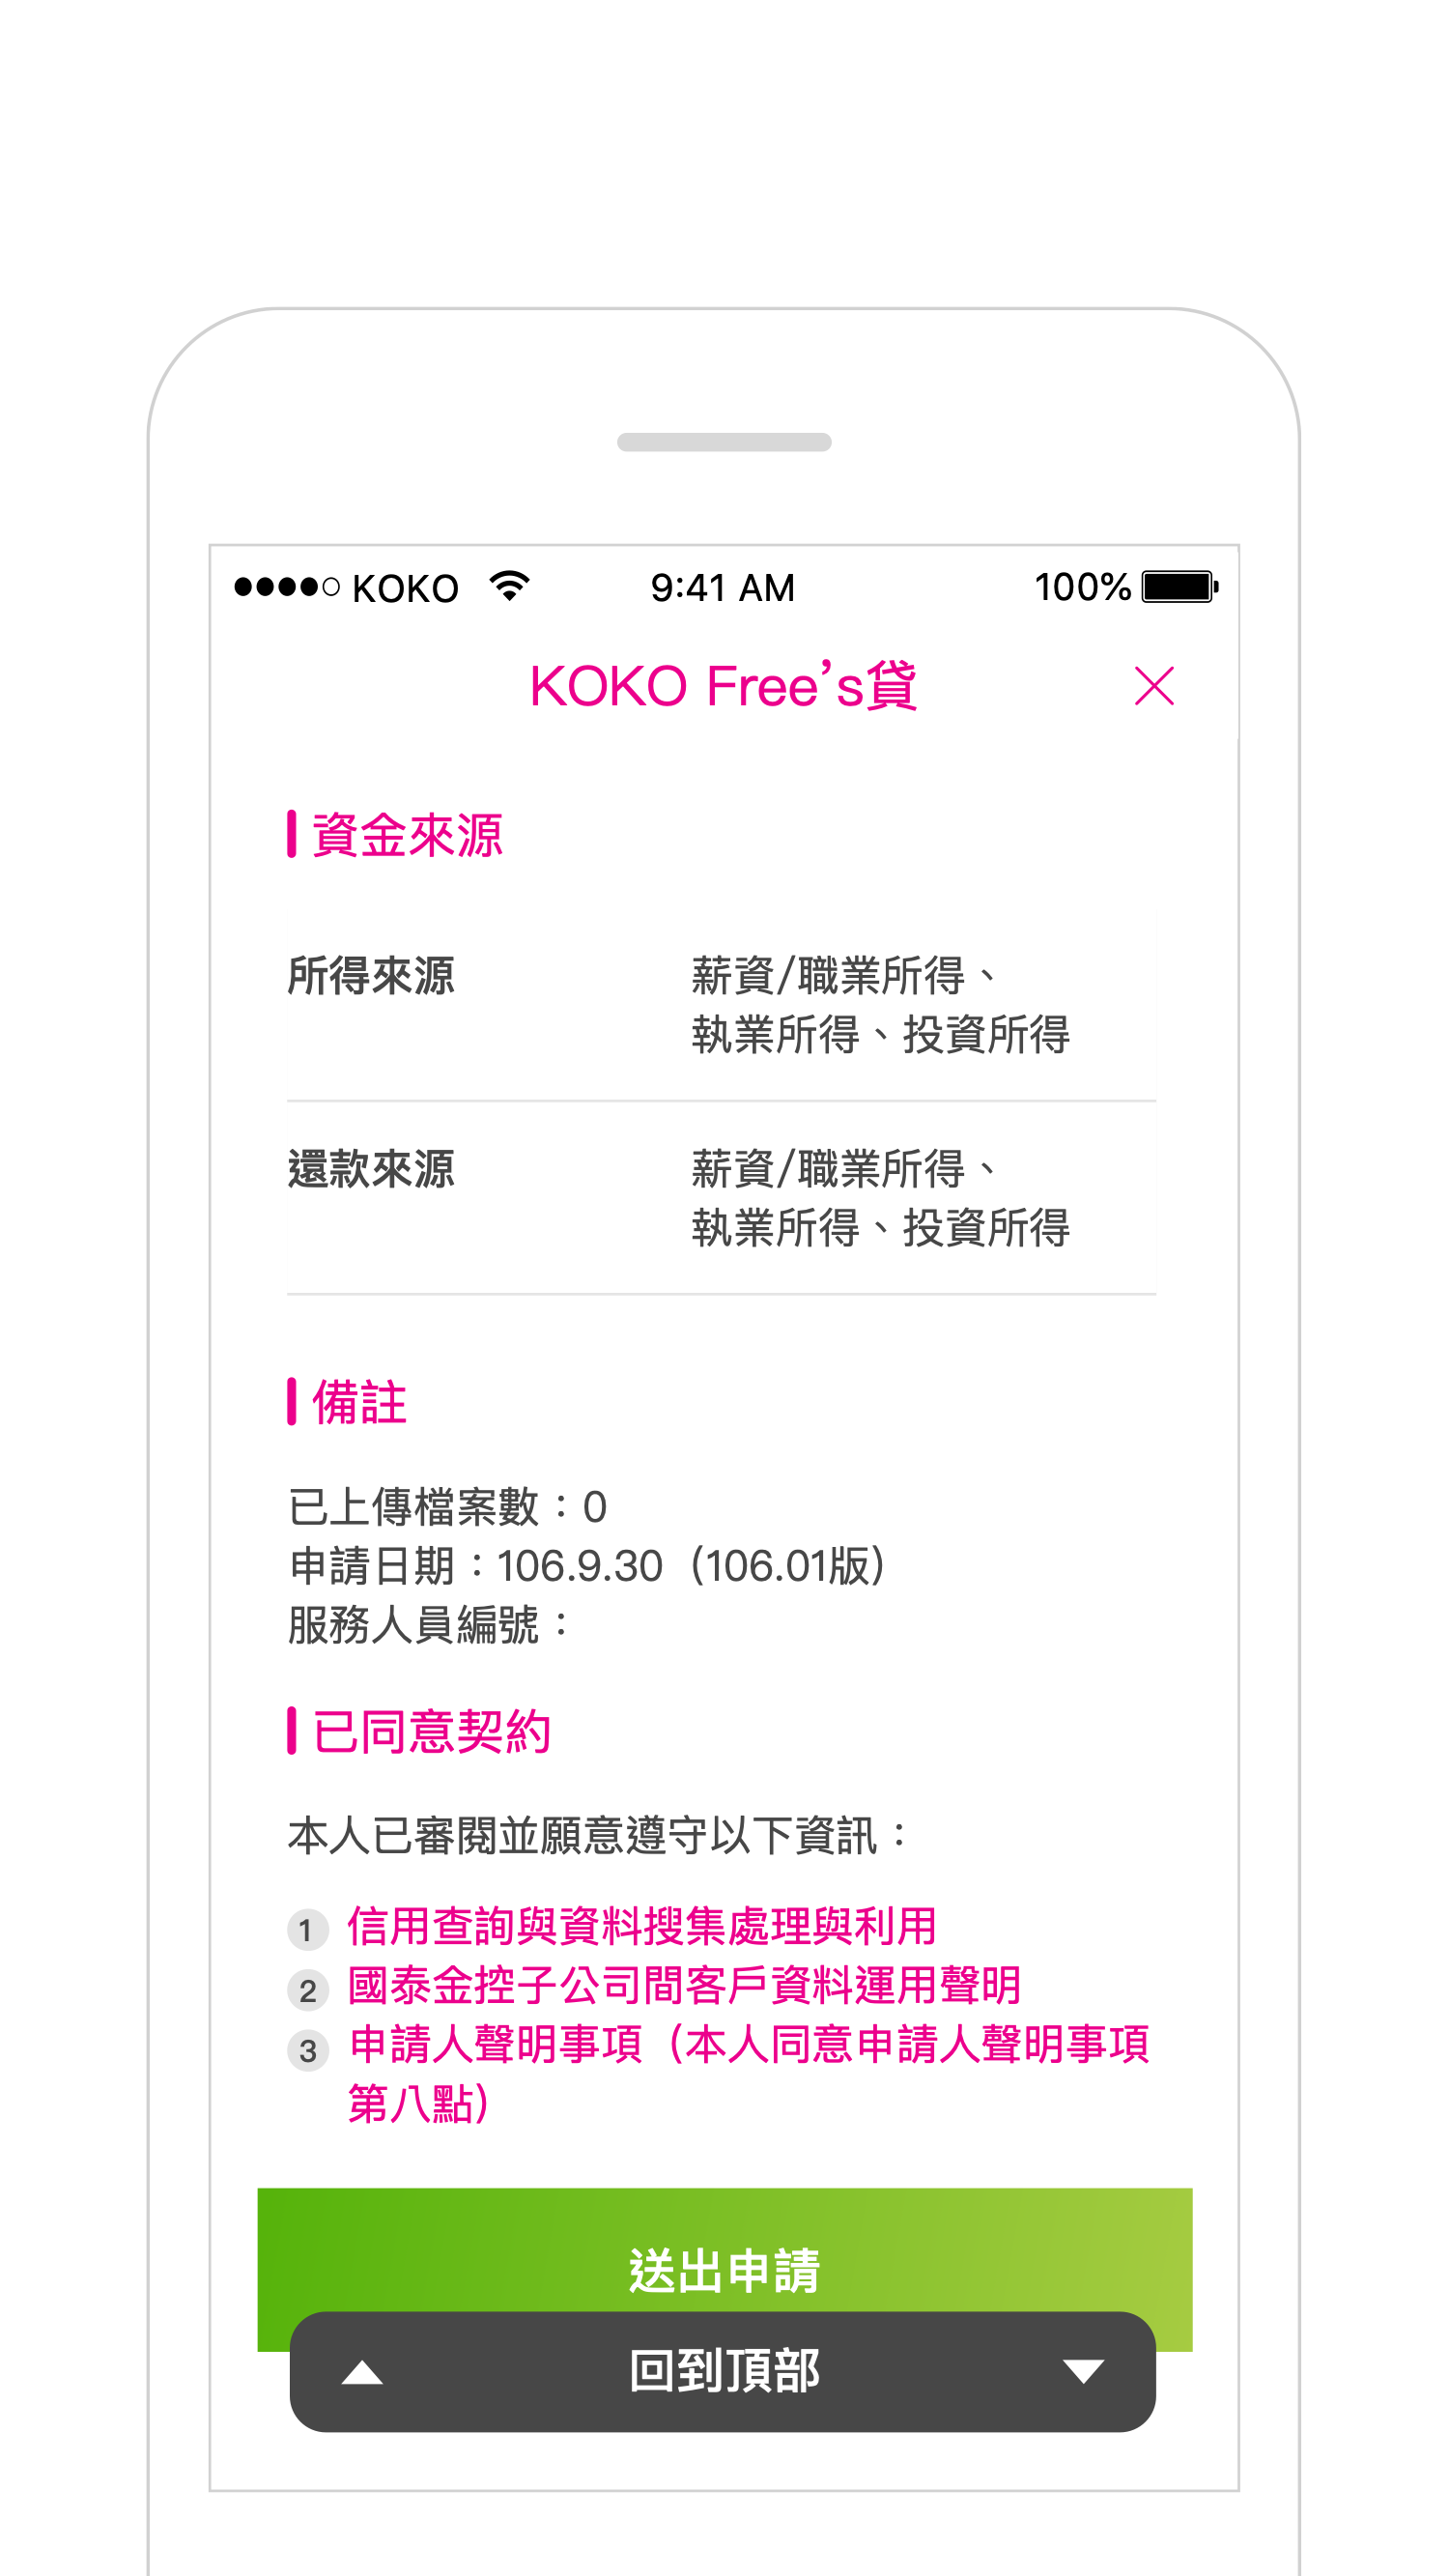 KOKO 9:41 AM 100%
KOKO Free’s貸
資金來源
所得來源 薪資/職業所得、
執業所得、投資所得
還款來源 薪資/職業所得、
執業所得、投資所得
備註
已上傳檔案數：0
申請日期：106.9.30（106.01版）
服務人員編號：
已同意契約
本人已審閱並願意遵守以下資訊：
1 信用查詢與資料搜集處理與利用
2 國泰金控子公司間客戶資料運用聲明
3 申請人聲明事項（本人同意申請人聲明事項
第八點）
送出申請
回到頂部